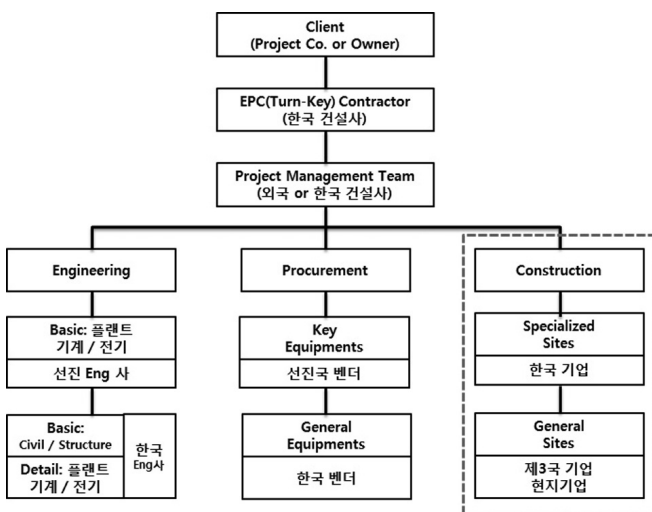 Client
(Project Co. or Owner)
EPC(Turn-Key) Contractor
(한국 건설사)
Project Management Team
(외국 or 한국 건설사)
Engineering
Procurement
Construction
Basic: 플랜트
기계 / 전기
선진 Eng 사
Key
Equipments
선진국 벤더
Specialized
Sites
한국 기업
Basic:
Civil / Structure
Detail: 플랜트
기계 / 전기
한국
Eng사
General
Equipments
한국 벤더
General
Sites
제3국 기업
현지기업